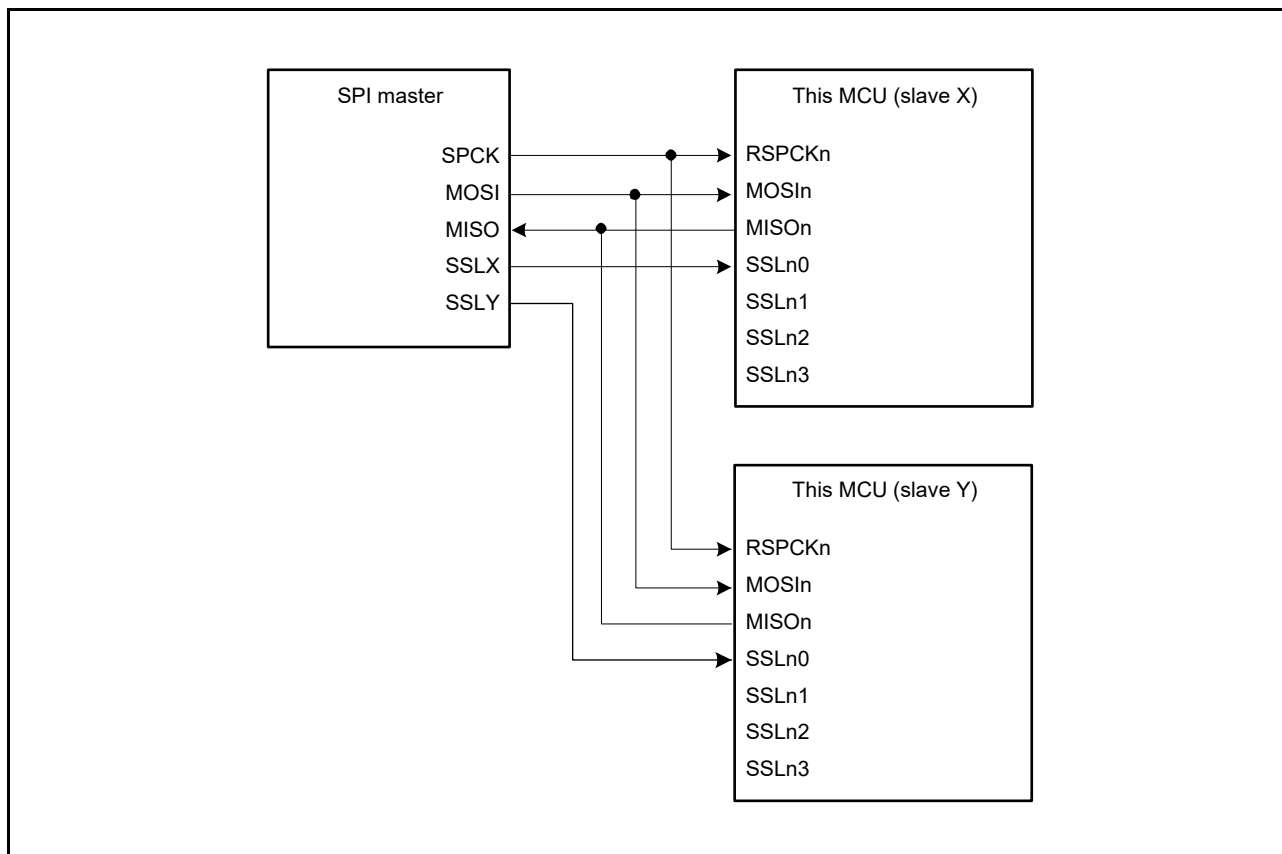 SPI master
SPCK
MOSI
MISO
SSLX
SSLY
This MCU (slave X)
RSPCKn
MOSIn
MISOn
SSLn0
SSLn1
SSLn2
SSLn3
This MCU (slave Y)
RSPCKn
MOSIn
MISOn
SSLn0
SSLn1
SSLn2
SSLn3